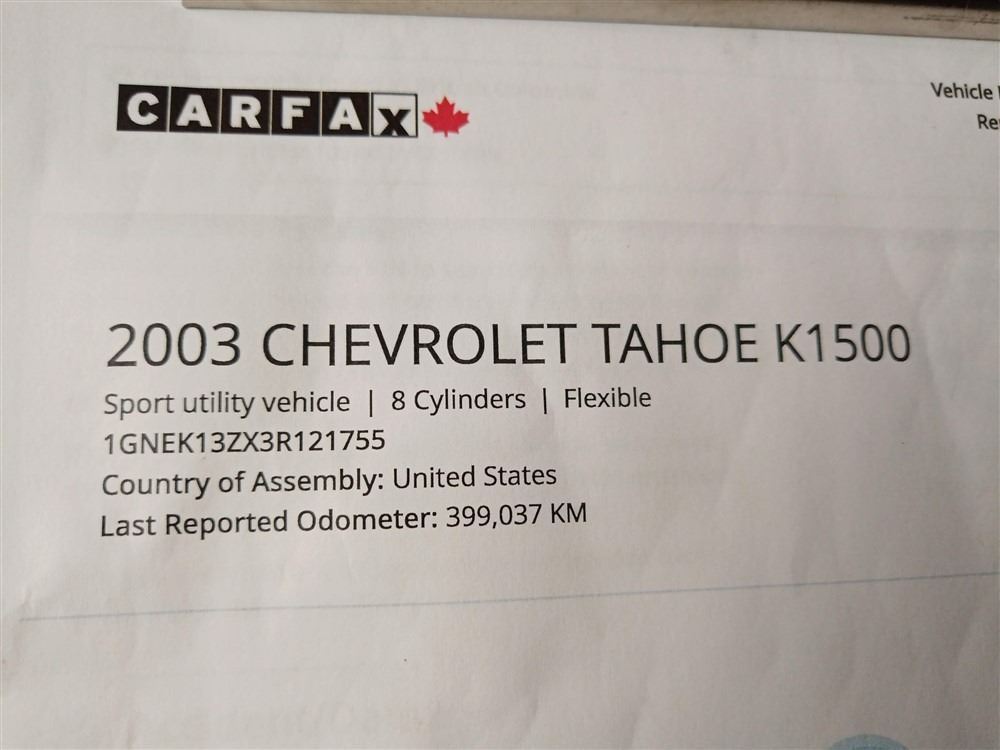 CARFAX
Vehicle
2003 CHEVROLET TAHOE K1500
Sport utility vehicle | 8 Cylinders | Flexible
1GNEK13ZX3R121755
Country of Assembly: United States
Last Reported Odometer: 399,037 KM